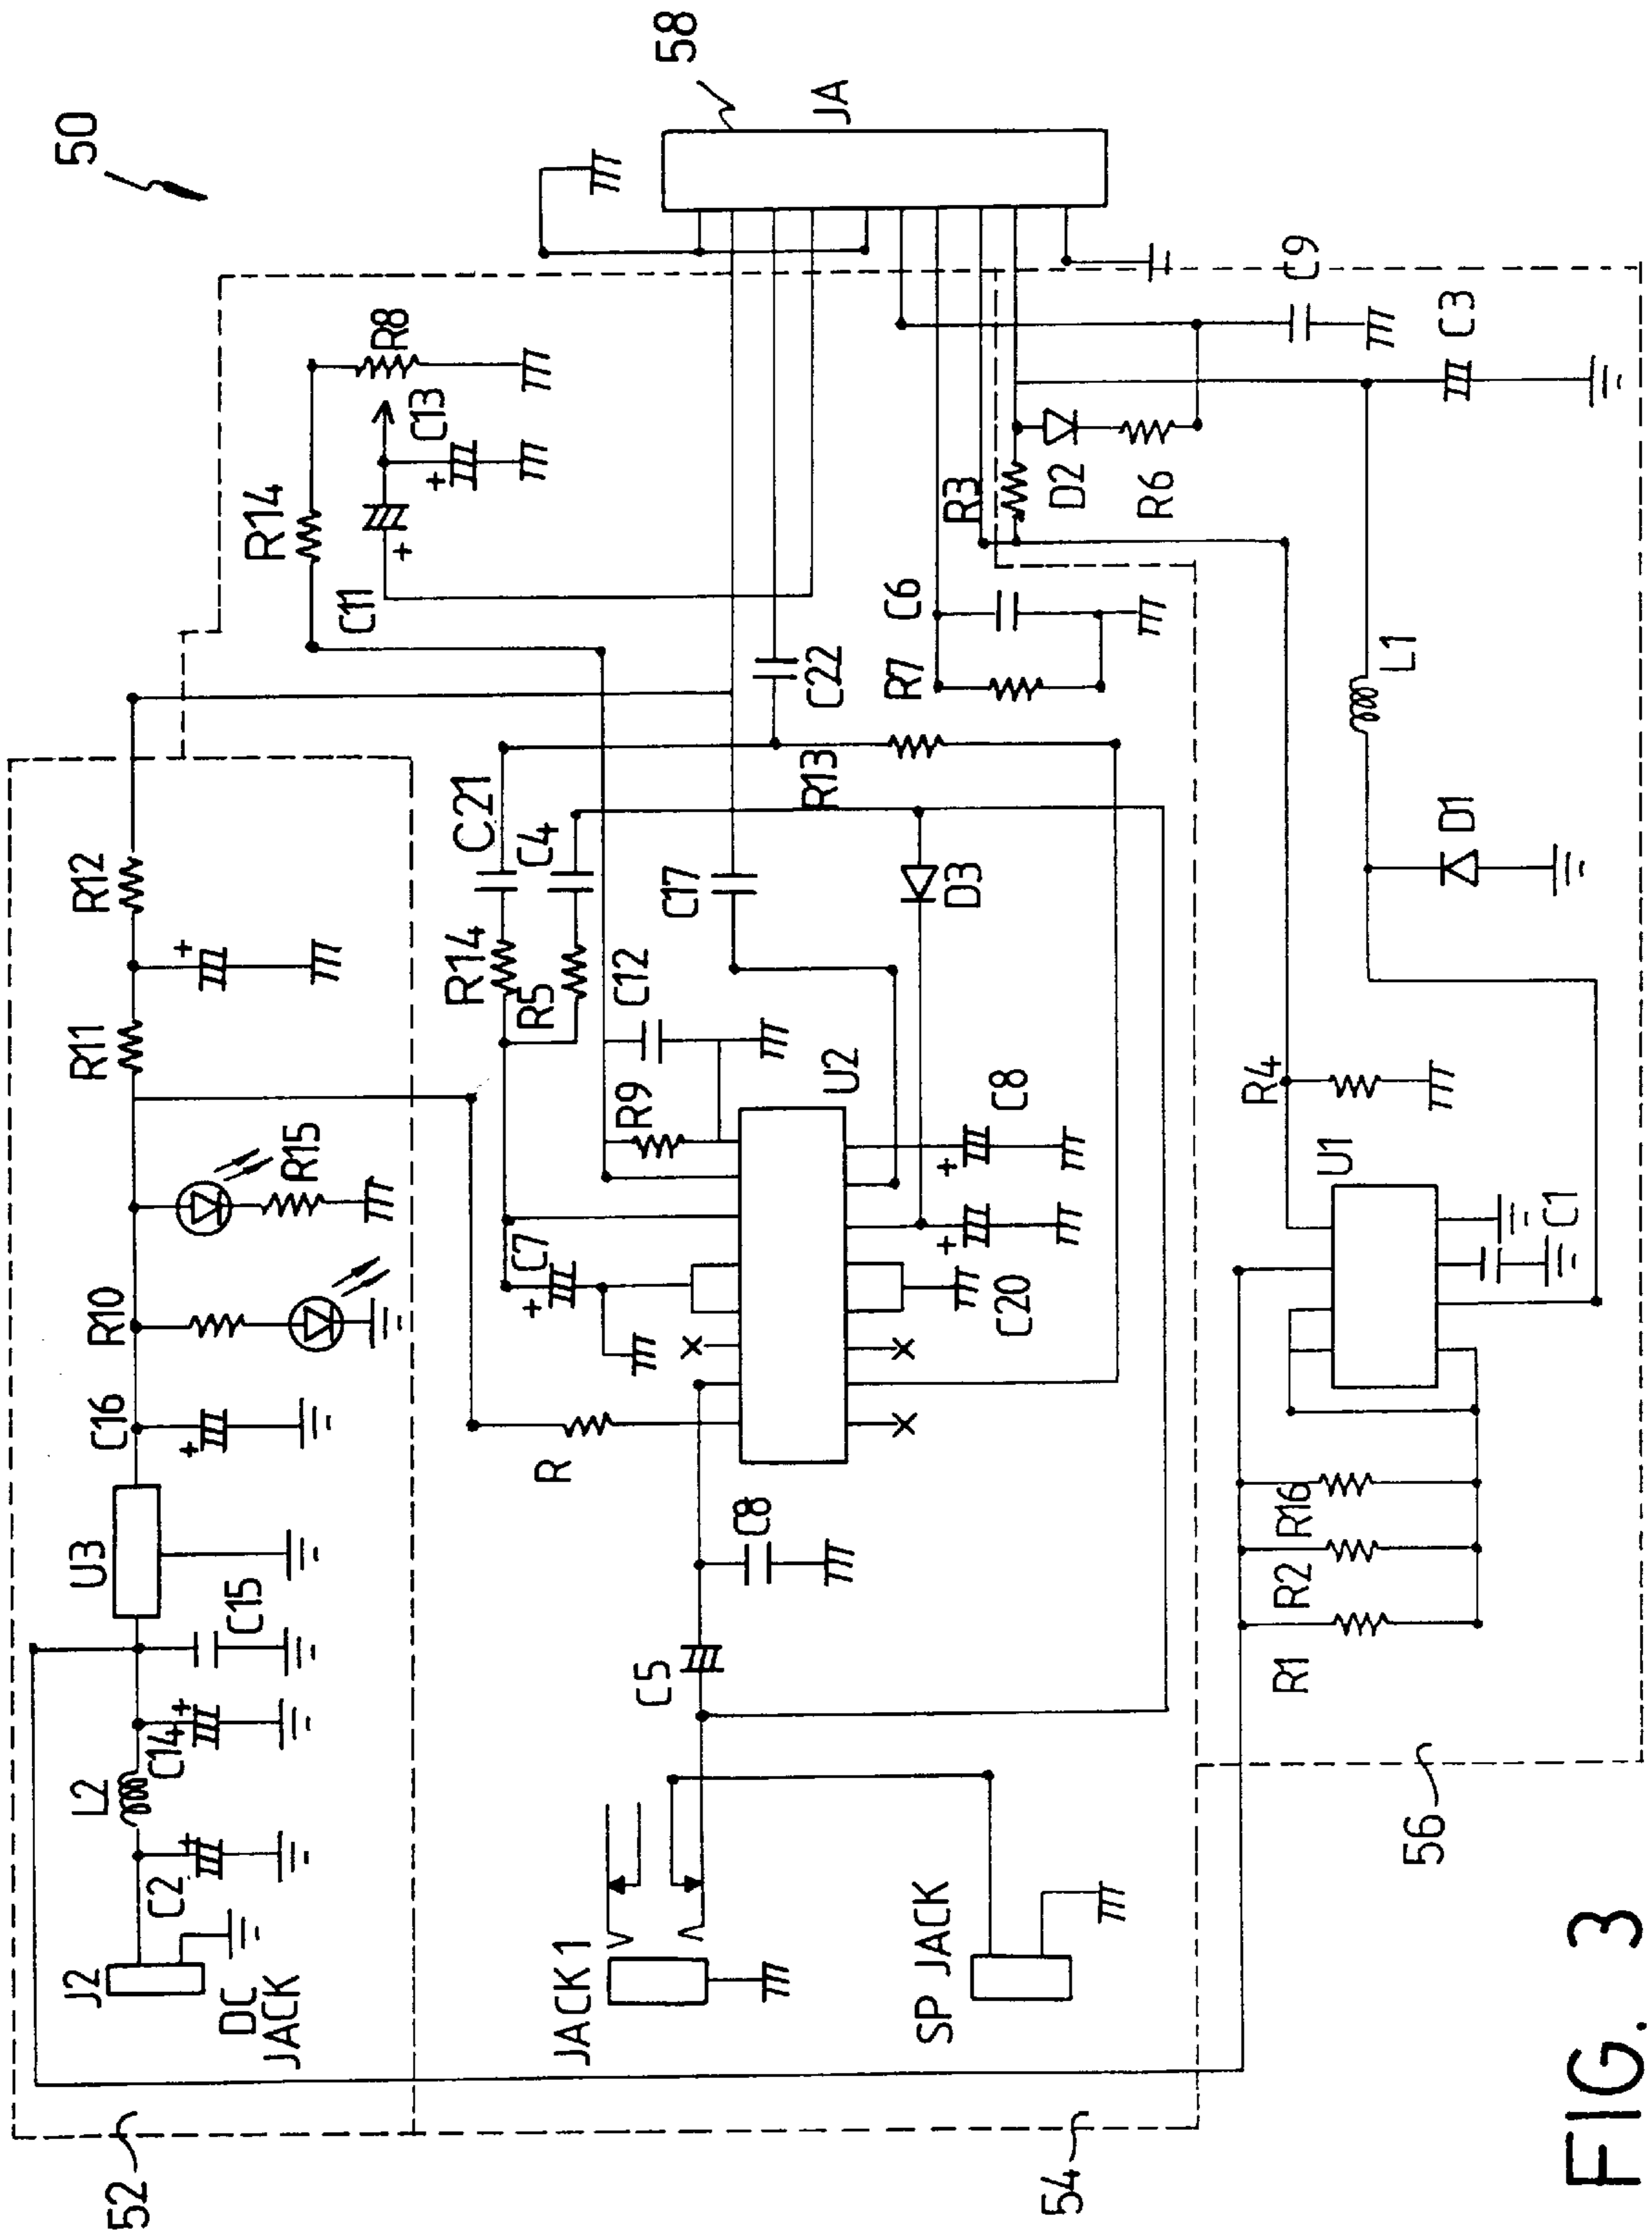 50
58
JA
52
J2
DC
JACK
C2
L2
C14
+
+
C15
U3
C16
+
R10
R15
R11
+
R12
R14
R8
C11
+
C13
+
54
JACK 1
SP JACK
C5
C8
R
C7
+
R9
C12
R14
C21
R5
C4
C17
U2
C20
+
C8
+
D3
R13
C22
R7
C6
R3
D2
R6
C9
C3
56
R1
R2
R16
U1
C1
R4
D1
L1
FIG. 3